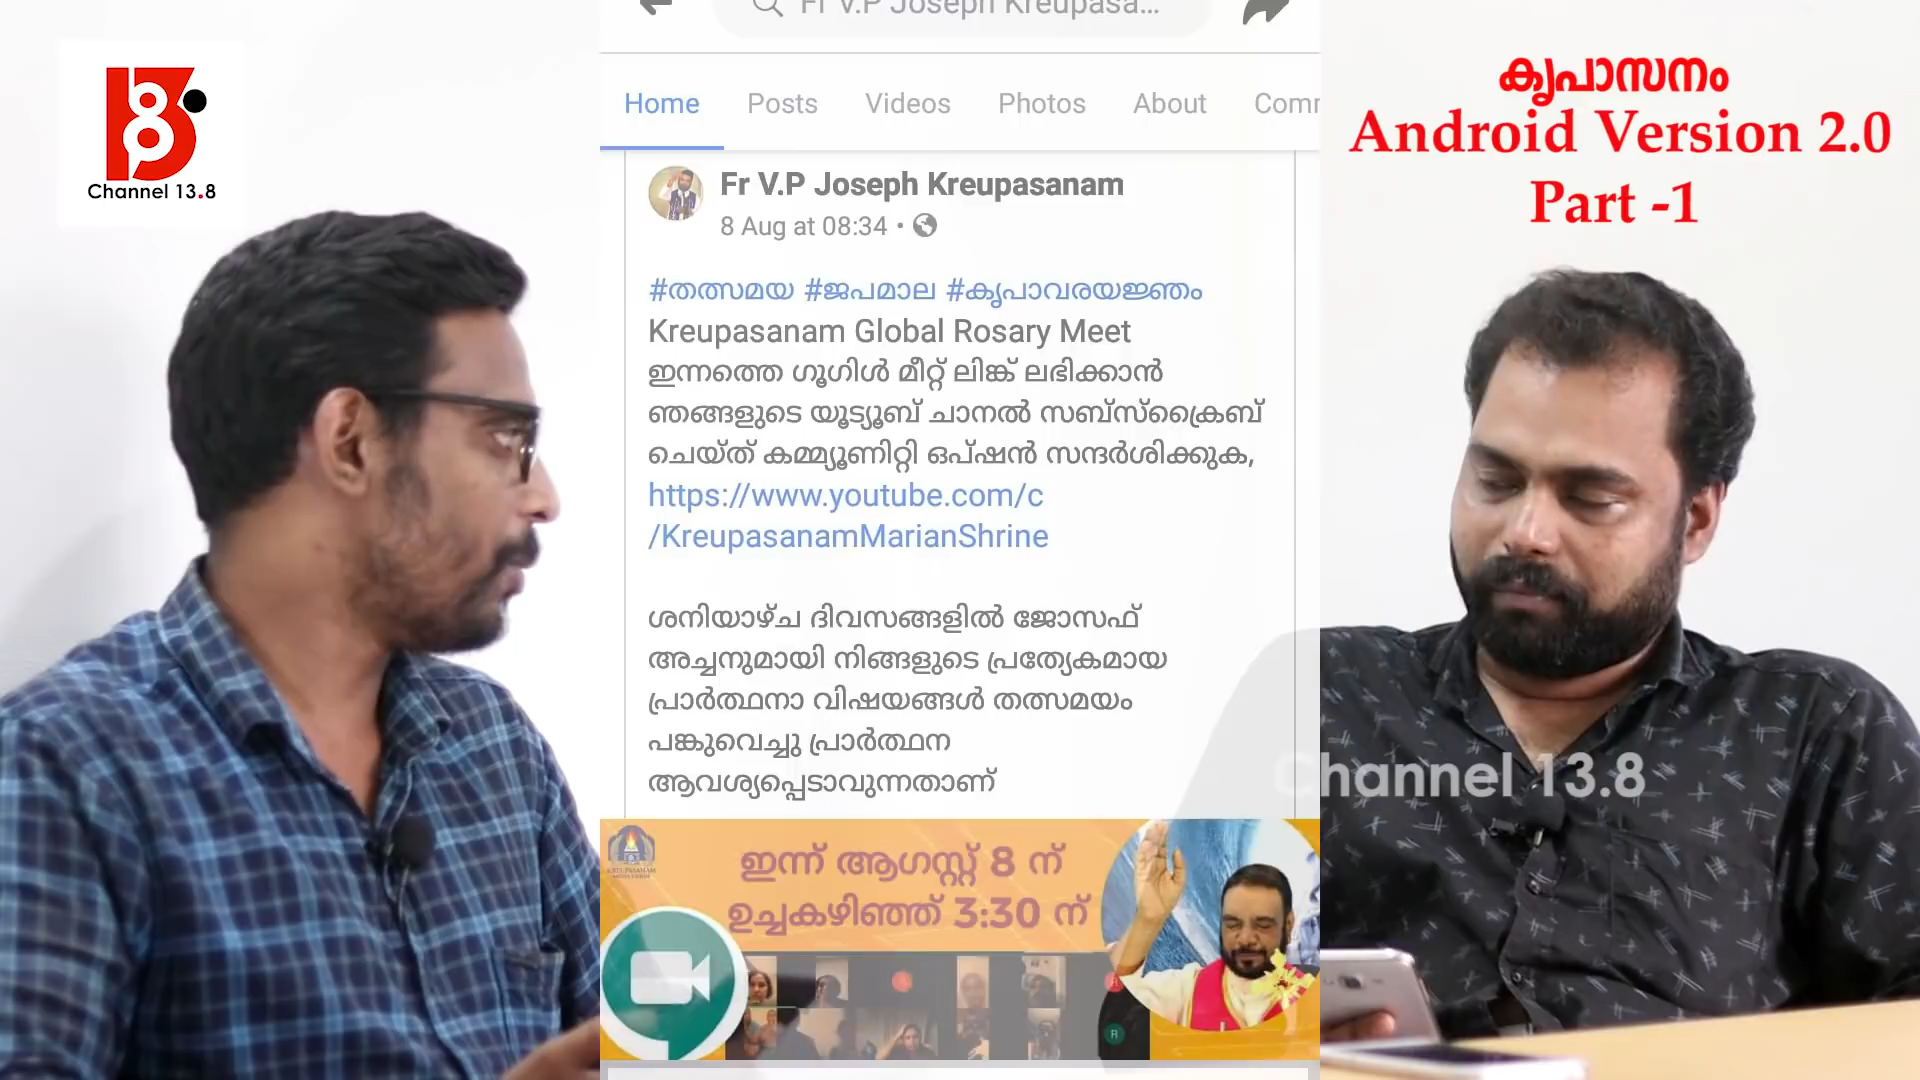 Fr V.P Joseph Kreupasa...
Home Posts Videos Photos About Comr
Channel 13.8
കൃപാസനം
Android Version 2.0
Part -1
Fr V.P Joseph Kreupasanam
8 Aug at 08:34 •
#തത്സമയ #ജപമാല #കൃപാവരയജ്ഞം
Kreupasanam Global Rosary Meet
ഇന്നത്തെ ഗൂഗിൾ മീറ്റ് ലിങ്ക് ലഭിക്കാൻ
ഞങ്ങളുടെ യൂട്യൂബ് ചാനൽ സബ്സ്ക്രൈബ്
ചെയ്ത് കമ്മ്യൂണിറ്റി ഒപ്ഷൻ സന്ദർശിക്കുക,
https://www.youtube.com/c
/KreupasanamMarianShrine
ശനിയാഴ്ച ദിവസങ്ങളിൽ ജോസഫ്
അച്ചനുമായി നിങ്ങളുടെ പ്രത്യേകമായ
പ്രാർത്ഥനാ വിഷയങ്ങൾ തത്സമയം
പങ്കുവെച്ചു പ്രാർത്ഥന
ആവശ്യപ്പെടാവുന്നതാണ്
Channel 13.8
ഇന്ന് ആഗസ്റ്റ് 8 ന്
ഉച്ചകഴിഞ്ഞ് 3:30 ന്
KREUPASANAM
R
R